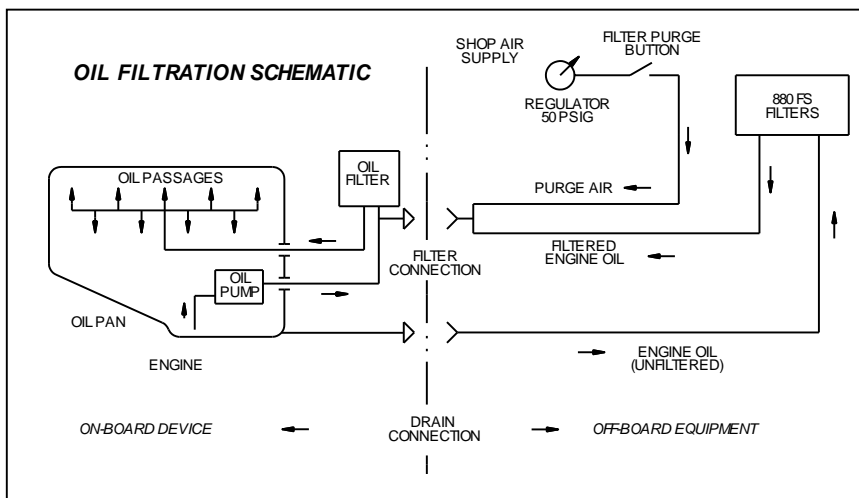 OIL FILTRATION SCHEMATIC
SHOP AIR
SUPPLY
FILTER PURGE
BUTTON
REGULATOR
50 PSIG
880 FS
FILTERS
OIL PASSAGES
OIL
FILTER
PURGE AIR
FILTERED
ENGINE OIL
FILTER
CONNECTION
OIL
PUMP
OIL PAN
ENGINE
ENGINE OIL
(UNFILTERED)
ON-BOARD DEVICE
DRAIN
CONNECTION
OFF-BOARD EQUIPMENT